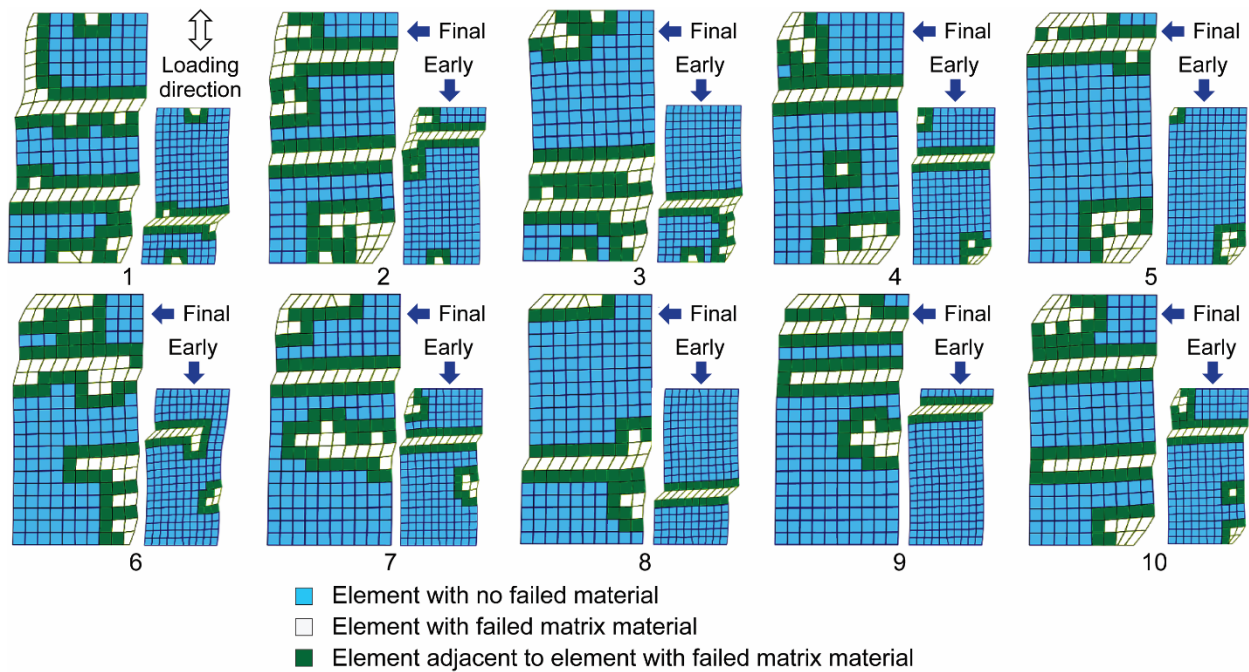 Loading
direction
Final
Early
Final
Early
Final
Early
Final
Early
1
2
3
4
5
Final
Early
Final
Early
Final
Early
Final
Early
6
7
8
9
10
Element with no failed material
Element with failed matrix material
Element adjacent to element with failed matrix material